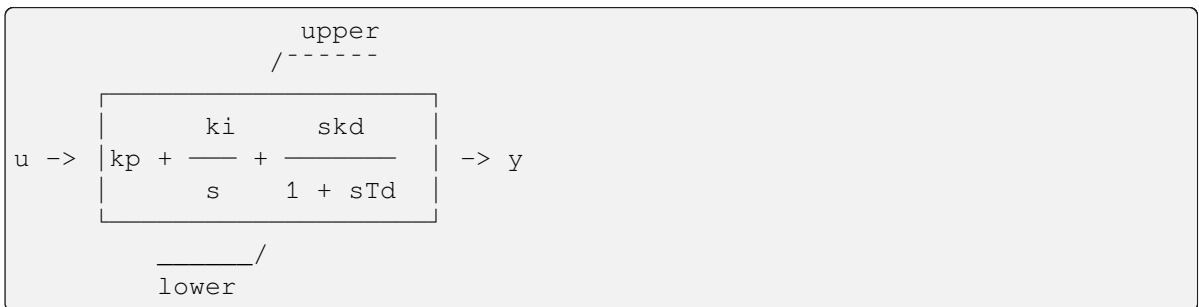 upper
              /¯¯¯¯¯¯
     ┌──────────────────────┐
     │      ki       skd    │
u -> │kp + ─── + ────────   │ -> y
     │      s     1 + sTd   │
     └──────────────────────┘
        ______/
        lower